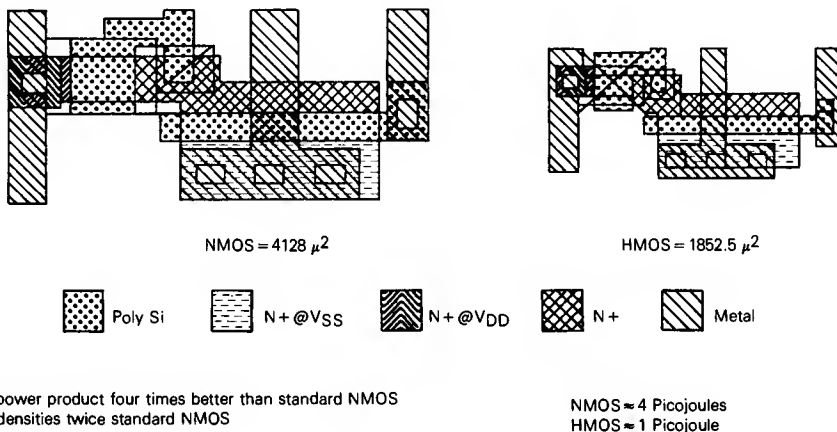 NMOS = 4128 μ²
HMOS = 1852.5 μ²
Poly Si
N+@VSS
N+@VDD
N+
Metal
power product four times better than standard NMOS
densities twice standard NMOS
NMOS ≈ 4 Picojoules
HMOS ≈ 1 Picojoule